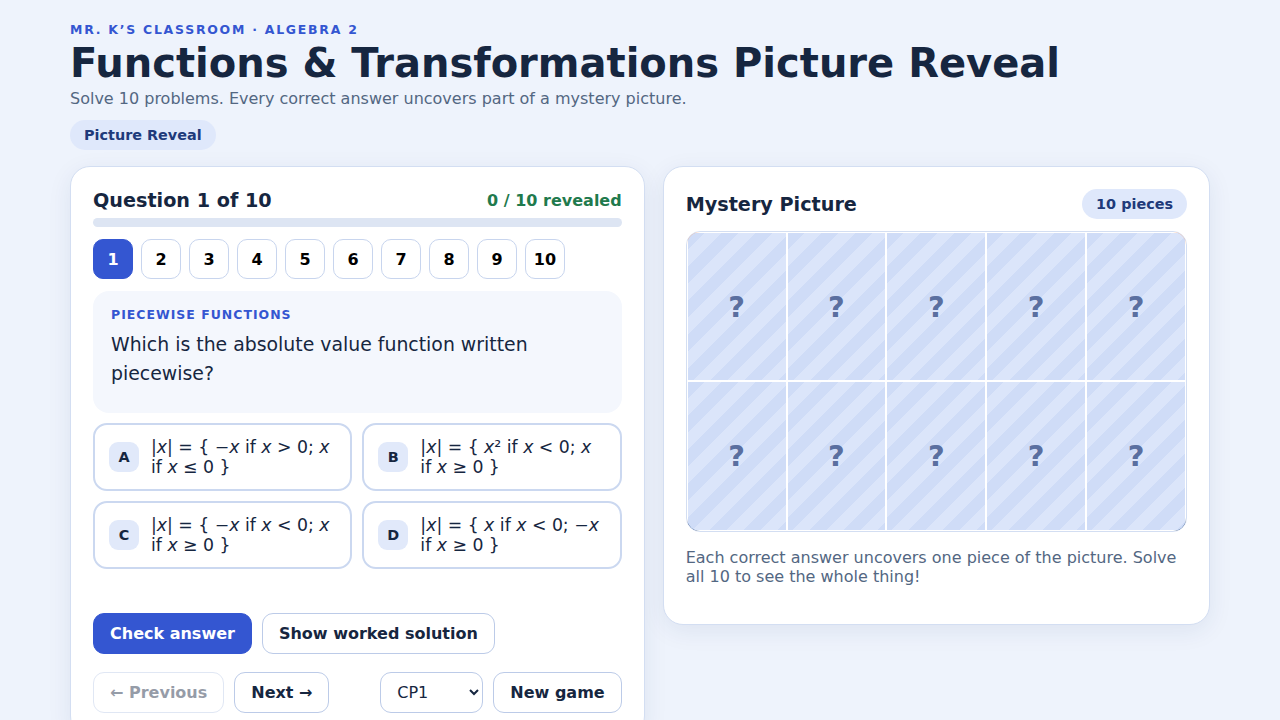 MR. K’S CLASSROOM · ALGEBRA 2
Functions & Transformations Picture Reveal
Solve 10 problems. Every correct answer uncovers part of a mystery picture.
Picture Reveal
Question 1 of 10
0 / 10 revealed
1 2 3 4 5 6 7 8 9 10
PIECEWISE FUNCTIONS
Which is the absolute value function written
piecewise?
A |x| = { −x if x > 0; x
if x ≤ 0 }
B |x| = { x² if x < 0; x
if x ≥ 0 }
C |x| = { −x if x < 0; x
if x ≥ 0 }
D |x| = { x if x < 0; −x
if x ≥ 0 }
Check answer
Show worked solution
← Previous
Next →
CP1
New game
Mystery Picture
10 pieces
? ? ? ? ?
? ? ? ? ?
Each correct answer uncovers one piece of the picture. Solve
all 10 to see the whole thing!